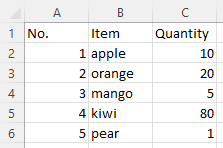 A B C
1 No. Item Quantity
2 1 apple 10
3 2 orange 20
4 3 mango 5
5 4 kiwi 80
6 5 pear 1